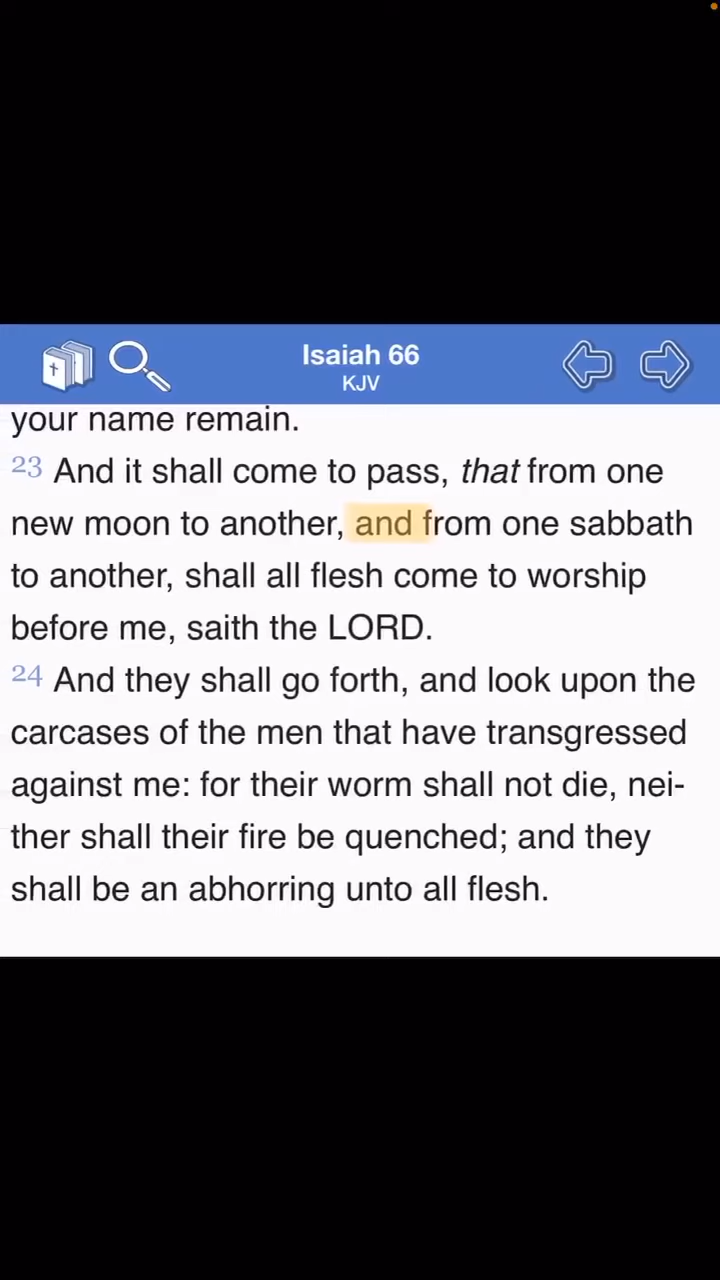 Isaiah 66
KJV
your name remain.
23 And it shall come to pass, that from one
new moon to another, and from one sabbath
to another, shall all flesh come to worship
before me, saith the LORD.
24 And they shall go forth, and look upon the
carcases of the men that have transgressed
against me: for their worm shall not die, nei-
ther shall their fire be quenched; and they
shall be an abhorring unto all flesh.